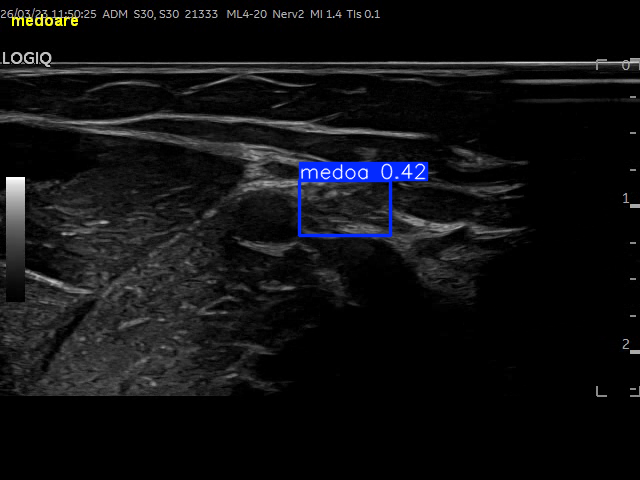 26/03/23 11:50:25 ADM S30, S30 21333 ML4-20 Nerv2 MI 1.4 TIs 0.1
medoare
LOGIQ
0
medoa 0.42
1
2